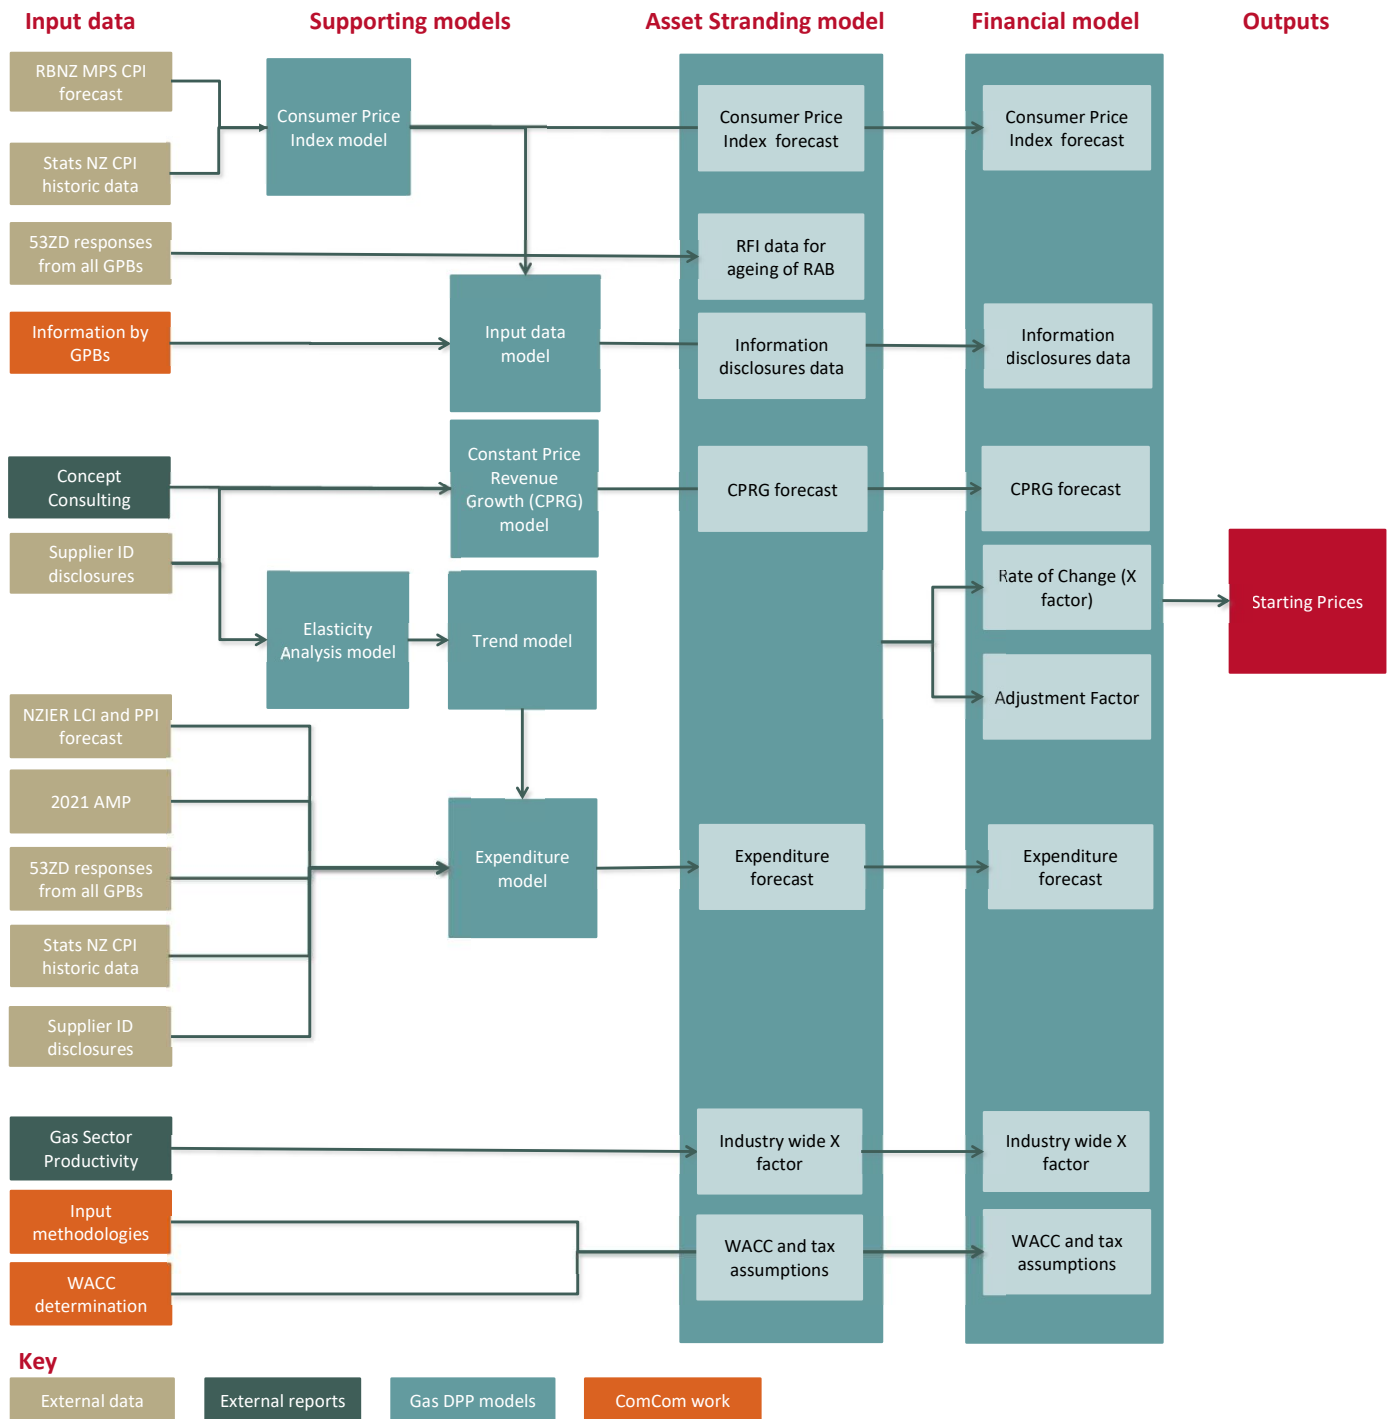 Input data
Supporting models
Asset Stranding model
Financial model
Outputs
RBNZ MPS CPI
forecast
Stats NZ CPI
historic data
53ZD responses
from all GPBs
Information by
GPBs
Concept
Consulting
Supplier ID
disclosures
NZIER LCI and PPI
forecast
2021 AMP
53ZD responses
from all GPBs
Stats NZ CPI
historic data
Supplier ID
disclosures
Gas Sector
Productivity
Input
methodologies
WACC
determination
Consumer Price
Index model
Input data
model
Constant Price
Revenue
Growth (CPRG)
model
Elasticity
Analysis model
Trend model
Expenditure
model
Consumer Price
Index forecast
RFI data for
ageing of RAB
Information
disclosures data
CPRG forecast
Expenditure
forecast
Industry wide X
factor
WACC and tax
assumptions
Consumer Price
Index forecast
Information
disclosures data
CPRG forecast
Rate of Change (X
factor)
Adjustment Factor
Expenditure
forecast
Industry wide X
factor
WACC and tax
assumptions
Starting Prices
Key
External data
External reports
Gas DPP models
ComCom work